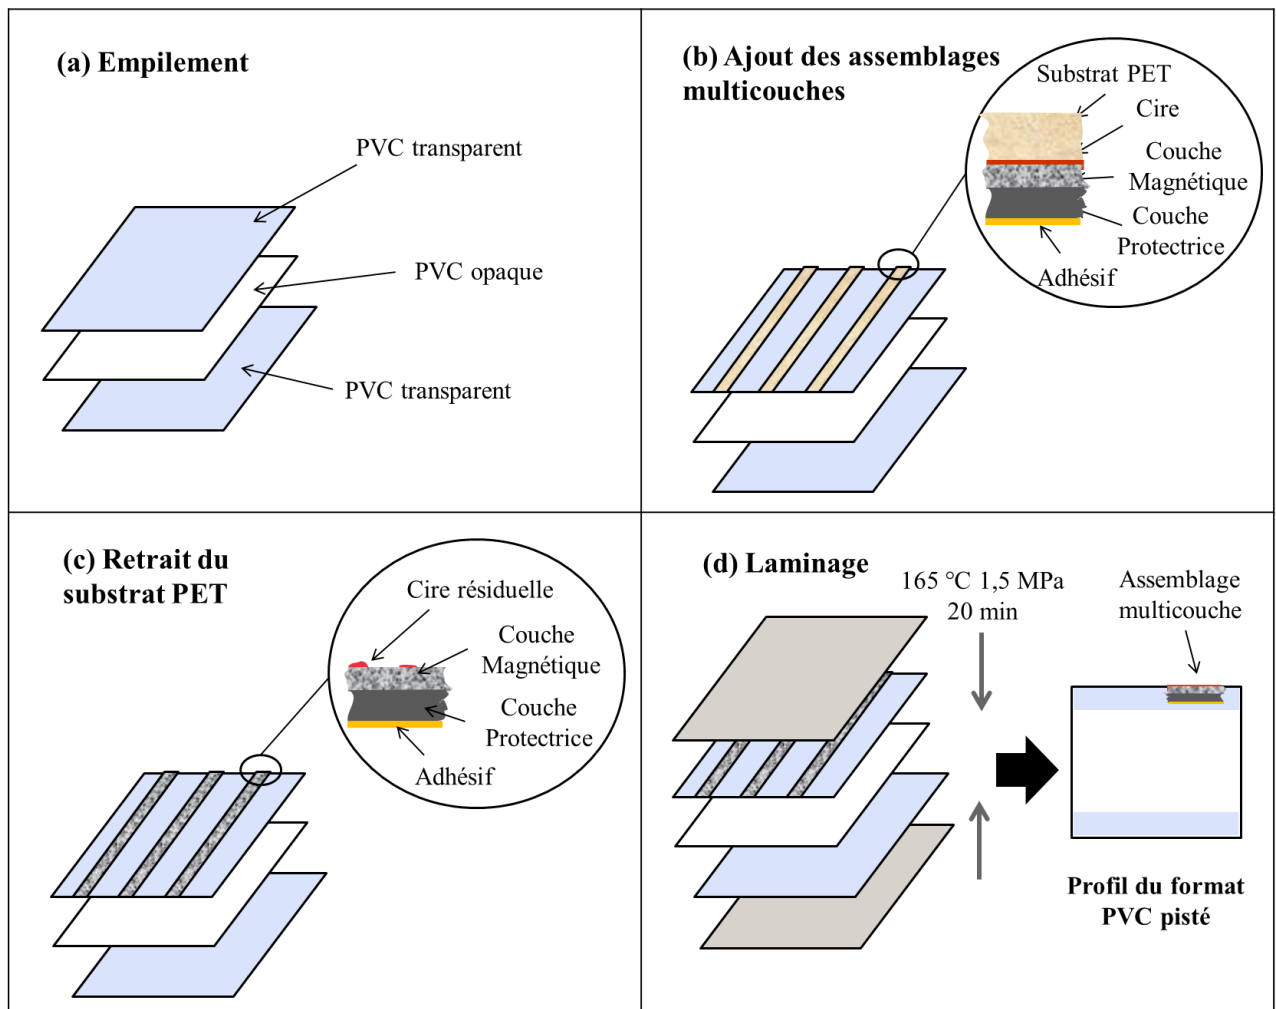 (a) Empilement
PVC transparent
PVC opaque
PVC transparent
(b) Ajout des assemblages
multicouches
Substrat PET
Cire
Couche
Magnétique
Couche
Protectrice
Adhésif
(c) Retrait du
substrat PET
Cire résiduelle
Couche
Magnétique
Couche
Protectrice
Adhésif
(d) Laminage
165 °C 1,5 MPa
20 min
Assemblage
multicouche
Profil du format
PVC pisté